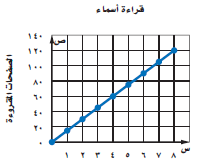 قراءة أسماء
الصفحات المقروءة
ص
١٤٠
١٢٠
١٠٠
٨٠
٦٠
٤٠
٢٠
٠
١ ٢ ٣ ٤ ٥ ٦ ٧ ٨
س